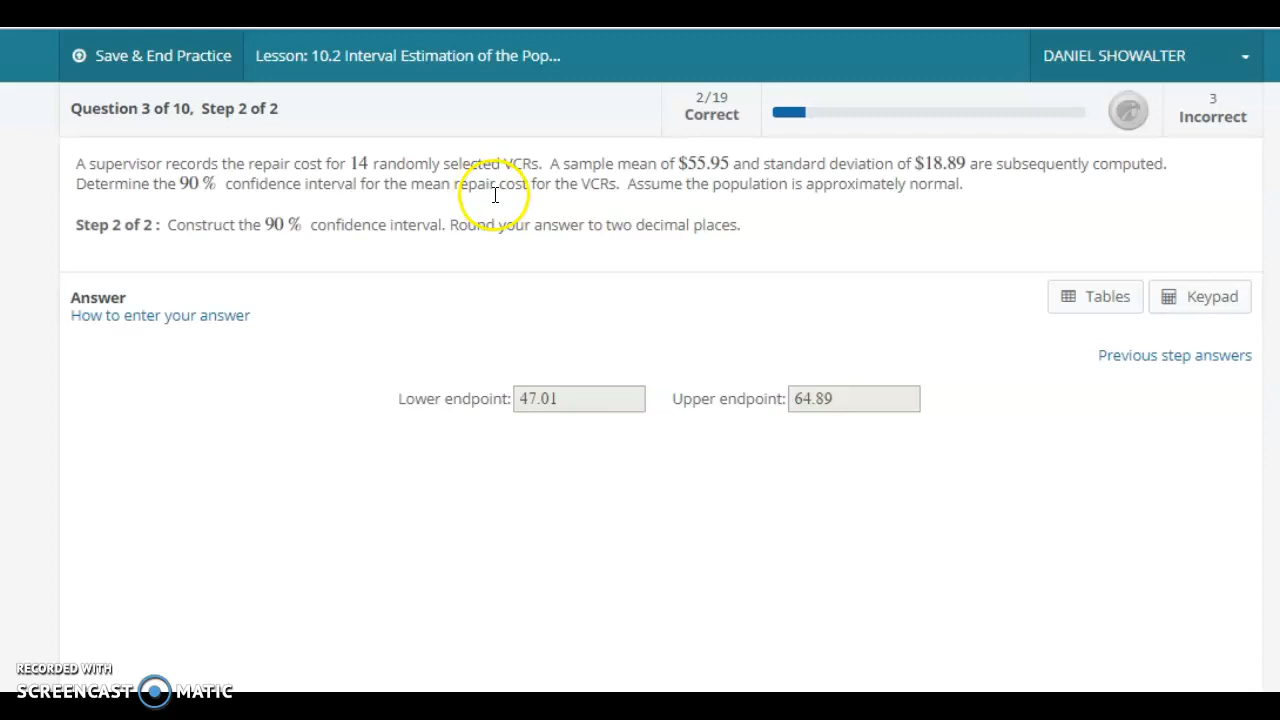 Save & End Practice
Lesson: 10.2 Interval Estimation of the Pop...
DANIEL SHOWALTER
Question 3 of 10, Step 2 of 2
2/19
Correct
3
Incorrect
A supervisor records the repair cost for 14 randomly selected VCRs. A sample mean of $55.95 and standard deviation of $18.89 are subsequently computed.
Determine the 90 % confidence interval for the mean repair cost for the VCRs. Assume the population is approximately normal.
Step 2 of 2 : Construct the 90 % confidence interval. Round your answer to two decimal places.
Answer
How to enter your answer
Tables
Keypad
Previous step answers
Lower endpoint: 47.01 Upper endpoint: 64.89
RECORDED WITH
SCREENCAST MATIC